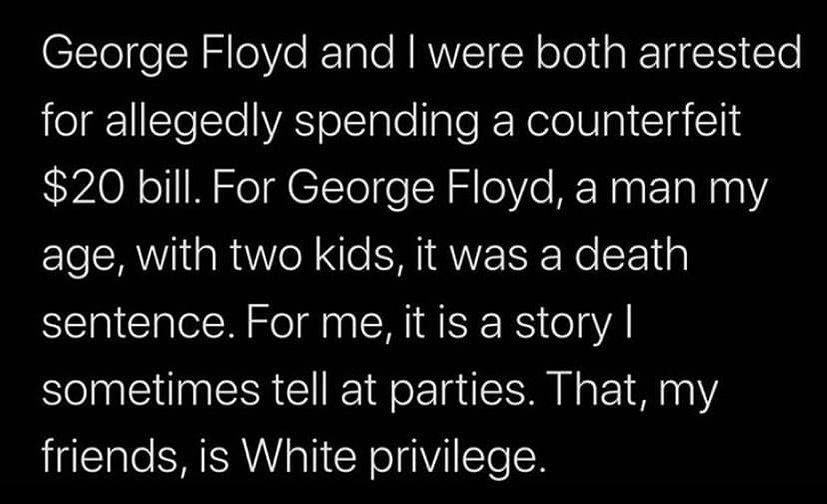 George Floyd and I were both arrested
for allegedly spending a counterfeit
$20 bill. For George Floyd, a man my
age, with two kids, it was a death
sentence. For me, it is a story I
sometimes tell at parties. That, my
friends, is White privilege.